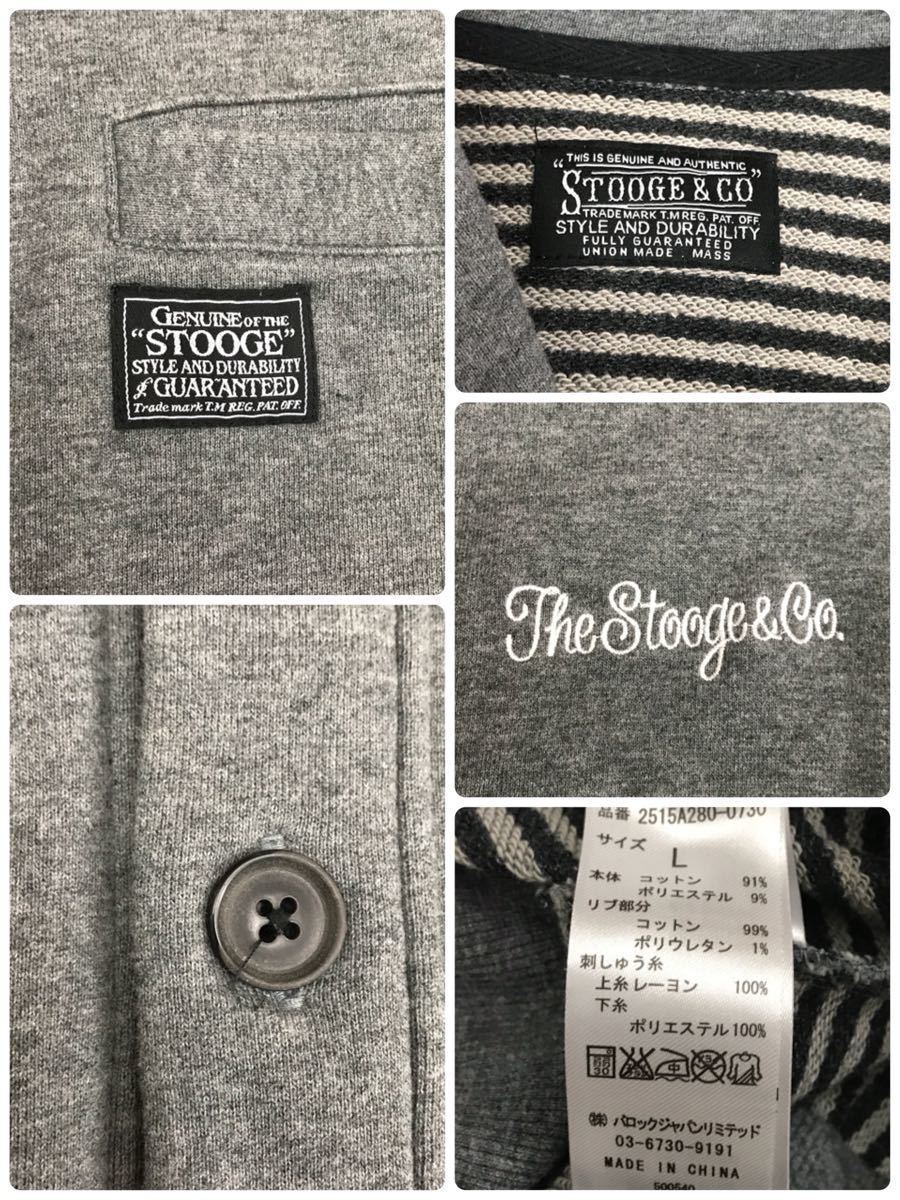 GENUINE OF THE
"STOOGE"
STYLE AND DURABILITY
of GUARANTEED
Trade mark T.M REG. PAT. OFF
THIS IS GENUINE AND AUTHENTIC
"STOOGE & CO"
TRADE MARK T.M REG. PAT. OFF
STYLE AND DURABILITY
FULLY GUARANTEED
UNION MADE . MASS
The Stooge & Co.
品番 2515A280-0730
サイズ
L
本体 コットン 91%
ポリエステル 9%
リブ部分
コットン 99%
ポリウレタン 1%
刺しゅう糸
上糸 レーヨン 100%
下糸
ポリエステル 100%
中
㈱ バロックジャパンリミテッド
03-6730-9191
MADE IN CHINA
500540